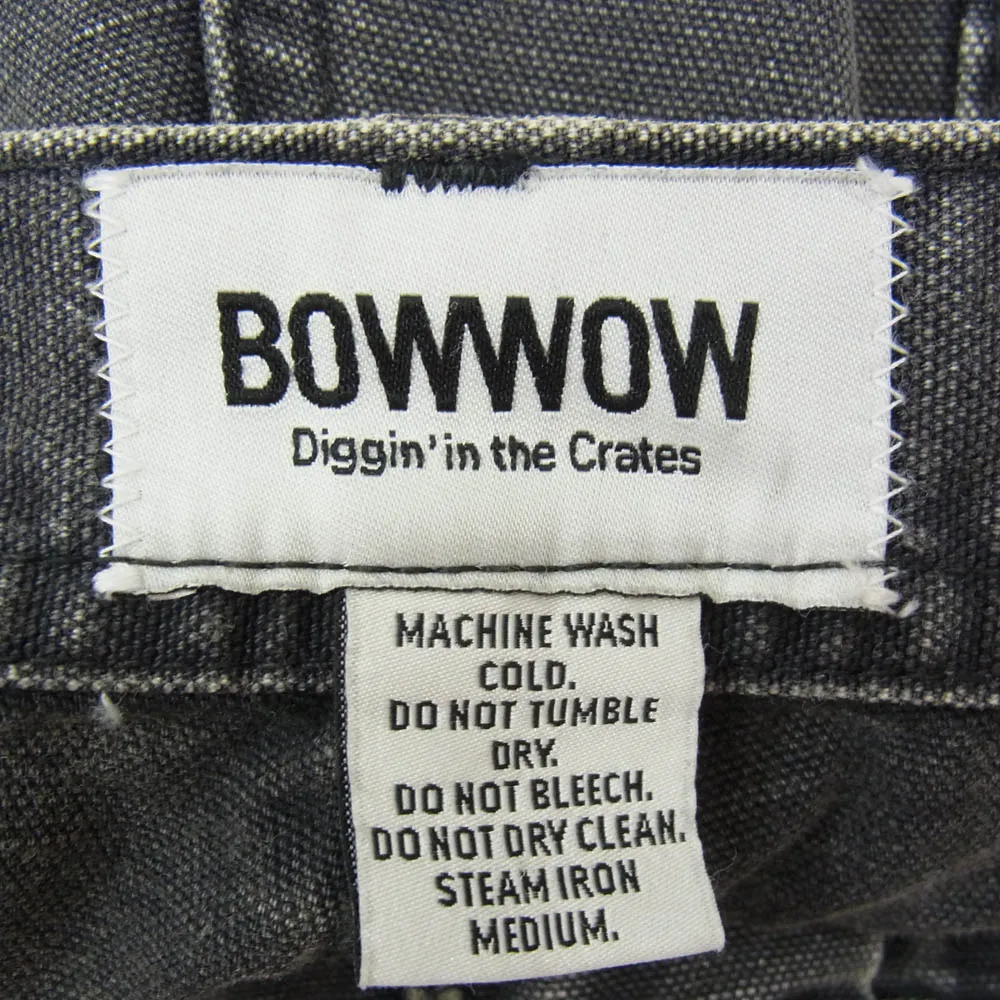 BOWWOW
Diggin' in the Crates
MACHINE WASH
COLD.
DO NOT TUMBLE
DRY.
DO NOT BLEECH.
DO NOT DRY CLEAN.
STEAM IRON
MEDIUM.